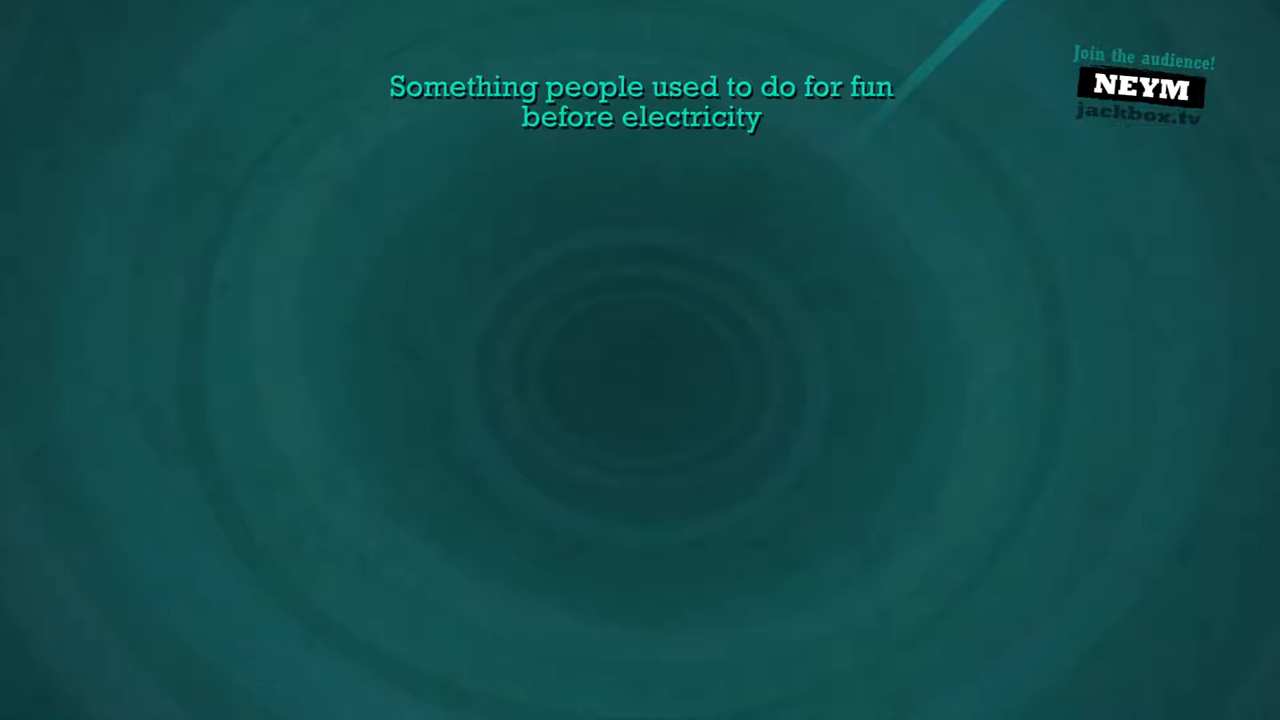 Something people used to do for fun
before electricity
Join the audience!
NEYM
jackbox.tv